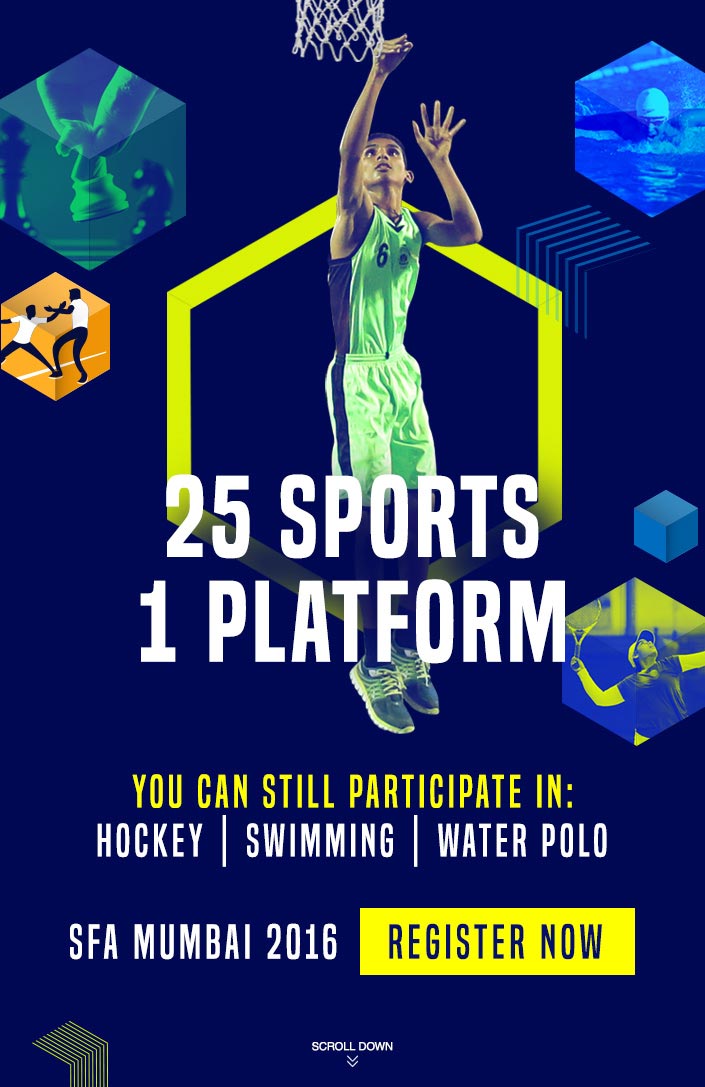 6
25 SPORTS
1 PLATFORM
YOU CAN STILL PARTICIPATE IN:
HOCKEY | SWIMMING | WATER POLO
SFA MUMBAI 2016 REGISTER NOW
SCROLL DOWN